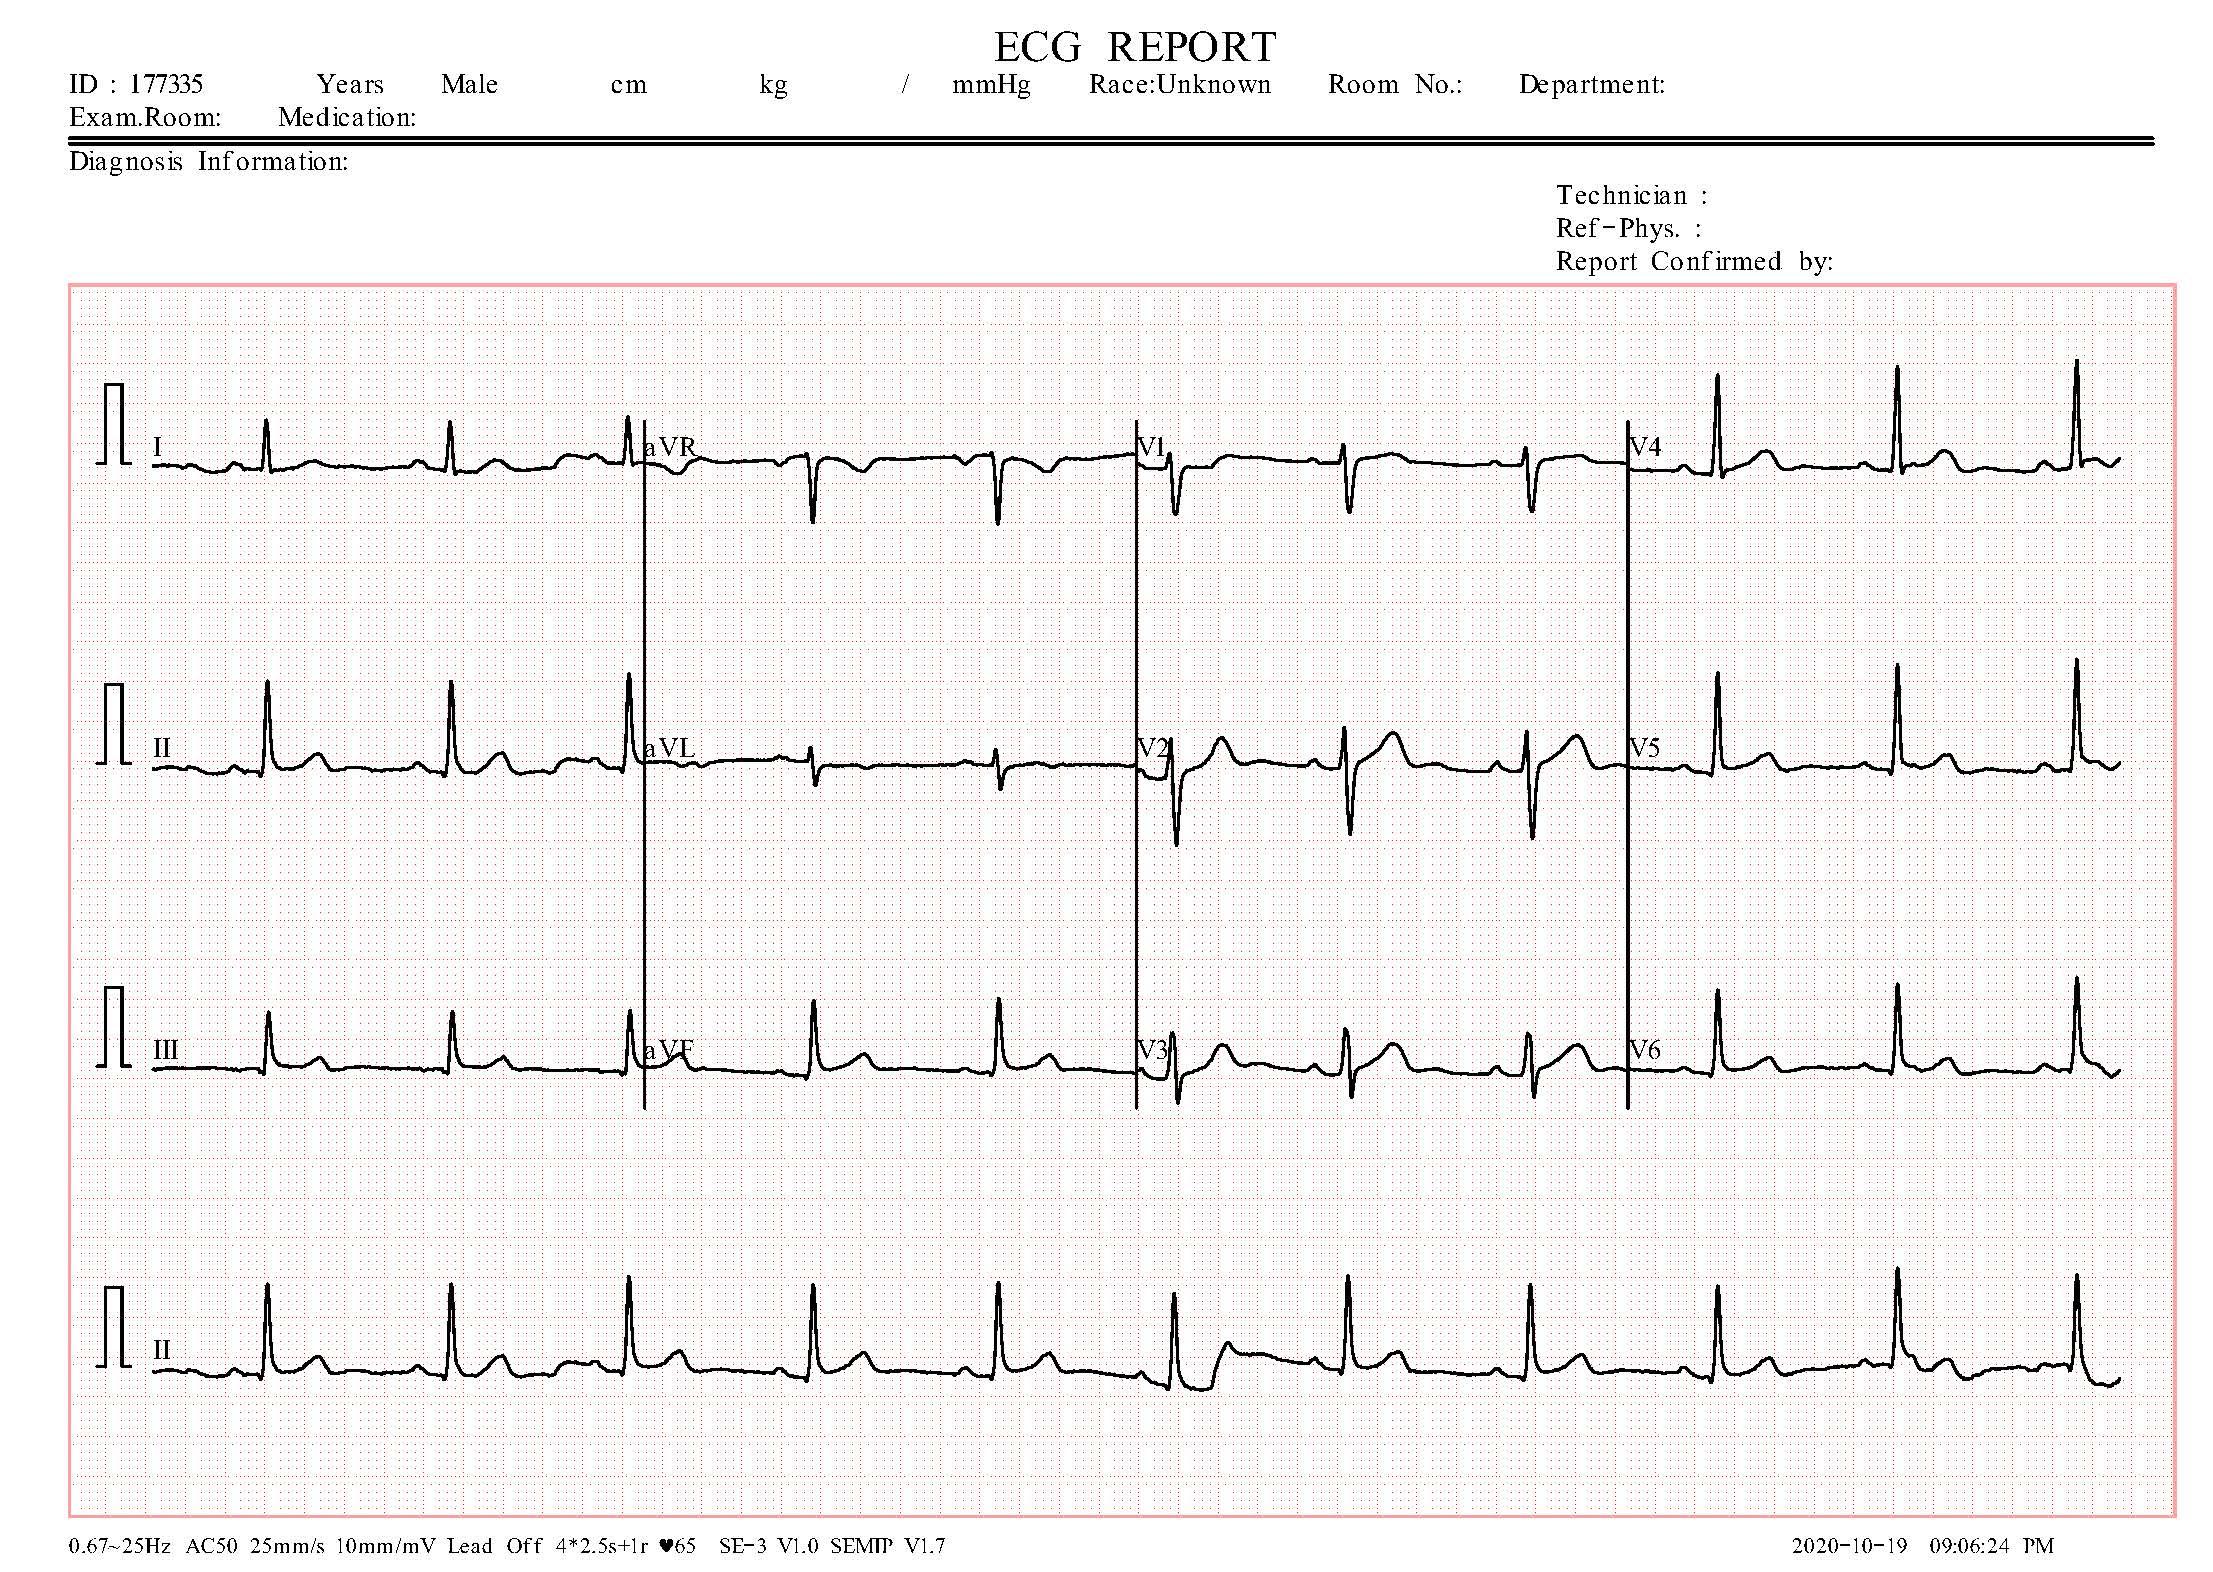 ECG REPORT
ID : 177335 Years Male cm kg / mmHg Race:Unknown Room No.: Department:
Exam.Room: Medication:
Diagnosis Information:
Technician :
Ref-Phys. :
Report Confirmed by:
I aVR V1 V4
II aVL V2 V5
III aVF V3 V6
II
0.67~25Hz AC50 25mm/s 10mm/mV Lead Off 4*2.5s+1r ♥65 SE-3 V1.0 SEMIP V1.7 2020-10-19 09:06:24 PM